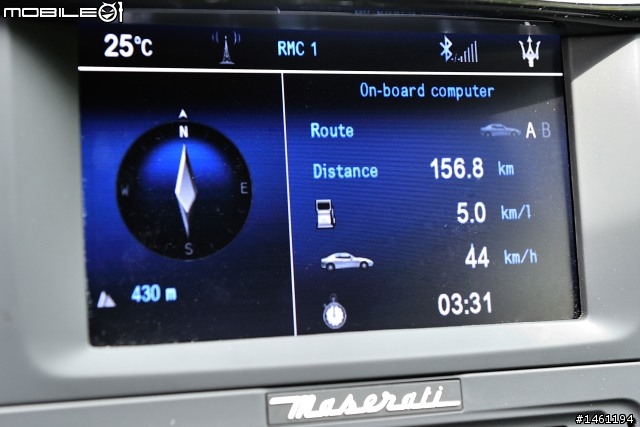 MOBILE01
25°C RMC 1
On-board computer
Route A B
Distance 156.8 km
5.0 km/l
44 km/h
03:31
N
W E
S
430 m
Maserati
#1461194